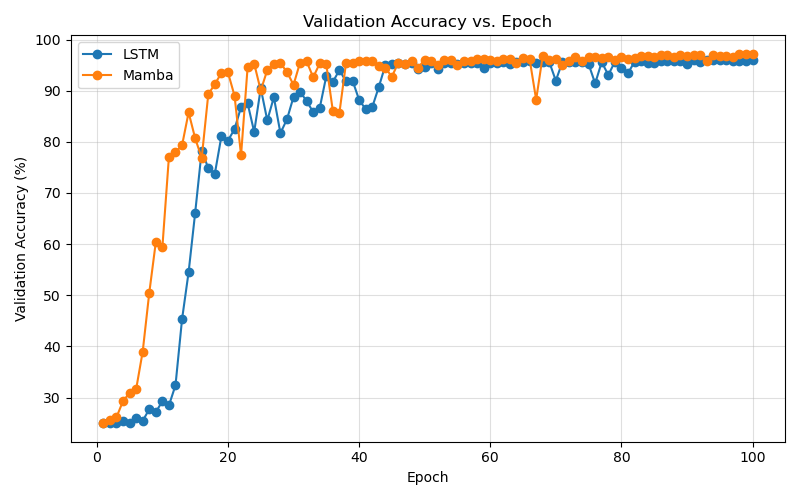 Validation Accuracy vs. Epoch
LSTM
Mamba
Validation Accuracy (%)
100
90
80
70
60
50
40
30
0 20 40 60 80 100
Epoch